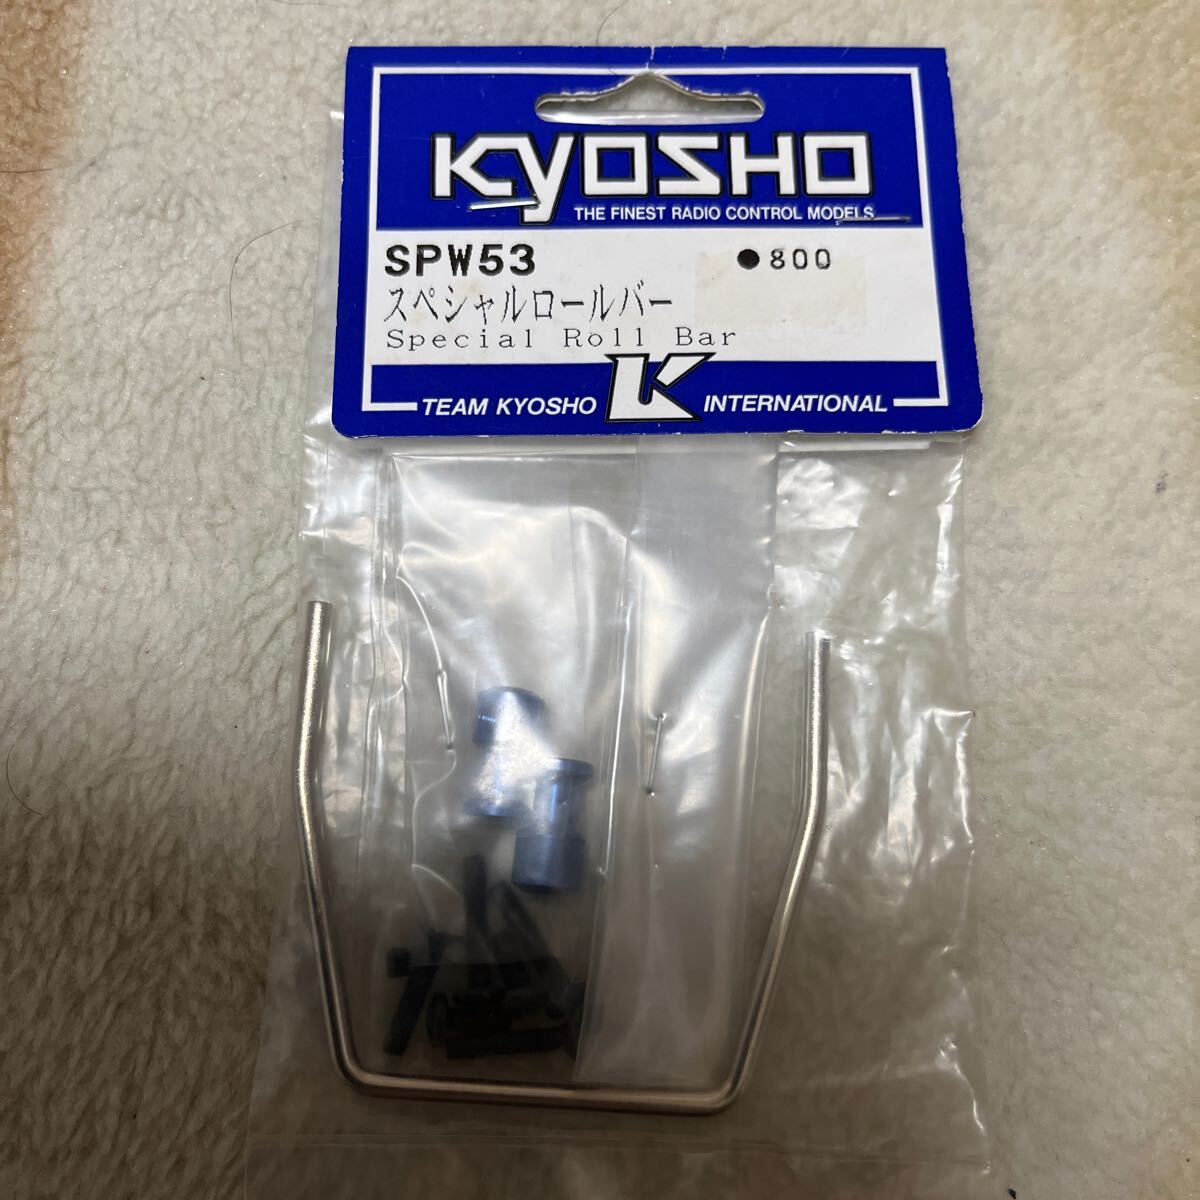 KYOSHO
THE FINEST RADIO CONTROL MODELS
SPW53 ●800
スペシャルロールバー
Special Roll Bar
TEAM KYOSHO K INTERNATIONAL